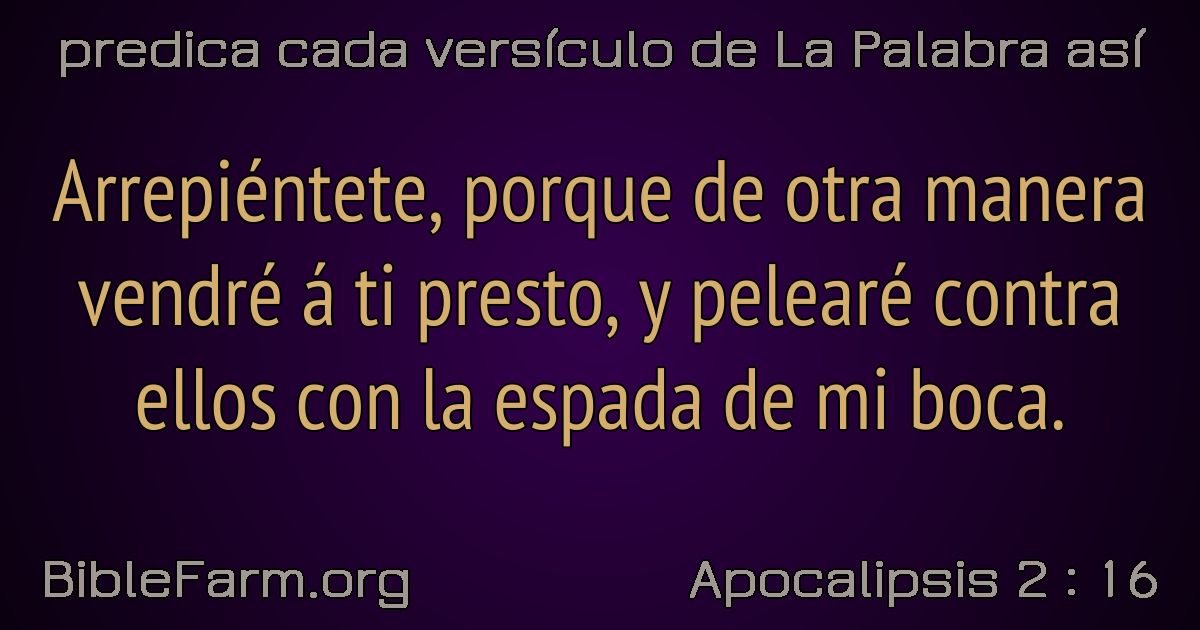 predica cada versículo de La Palabra así
Arrepiéntete, porque de otra manera
vendré á ti presto, y pelearé contra
ellos con la espada de mi boca.
BibleFarm.org
Apocalipsis 2 : 16